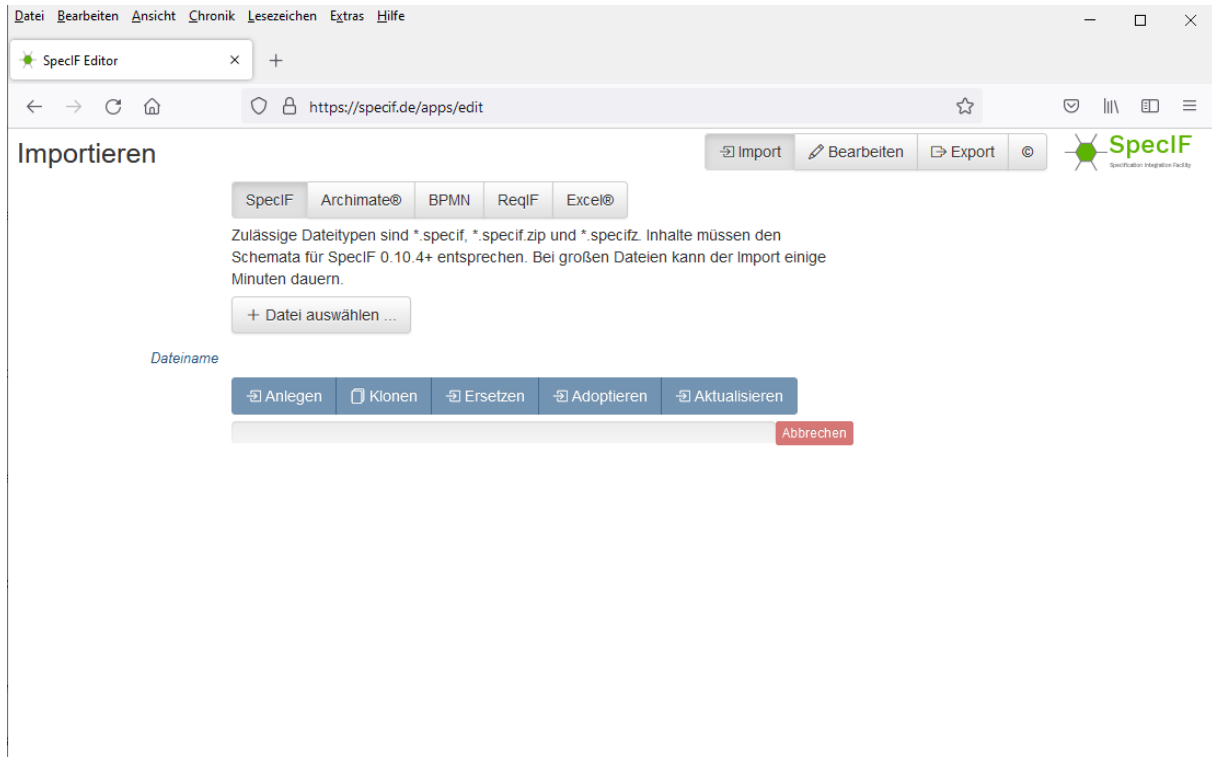 Datei Bearbeiten Ansicht Chronik Lesezeichen Extras Hilfe
SpecIF Editor
https://specif.de/apps/edit
Importieren
Import Bearbeiten Export ©
SpecIF
Specification Integration Facility
SpecIF Archimate® BPMN ReqIF Excel®
Zulässige Dateitypen sind *.specif, *.specif.zip und *.specifz. Inhalte müssen den
Schemata für SpecIF 0.10.4+ entsprechen. Bei großen Dateien kann der Import einige
Minuten dauern.
+ Datei auswählen ...
Dateiname
Anlegen Klonen Ersetzen Adoptieren Aktualisieren
Abbrechen